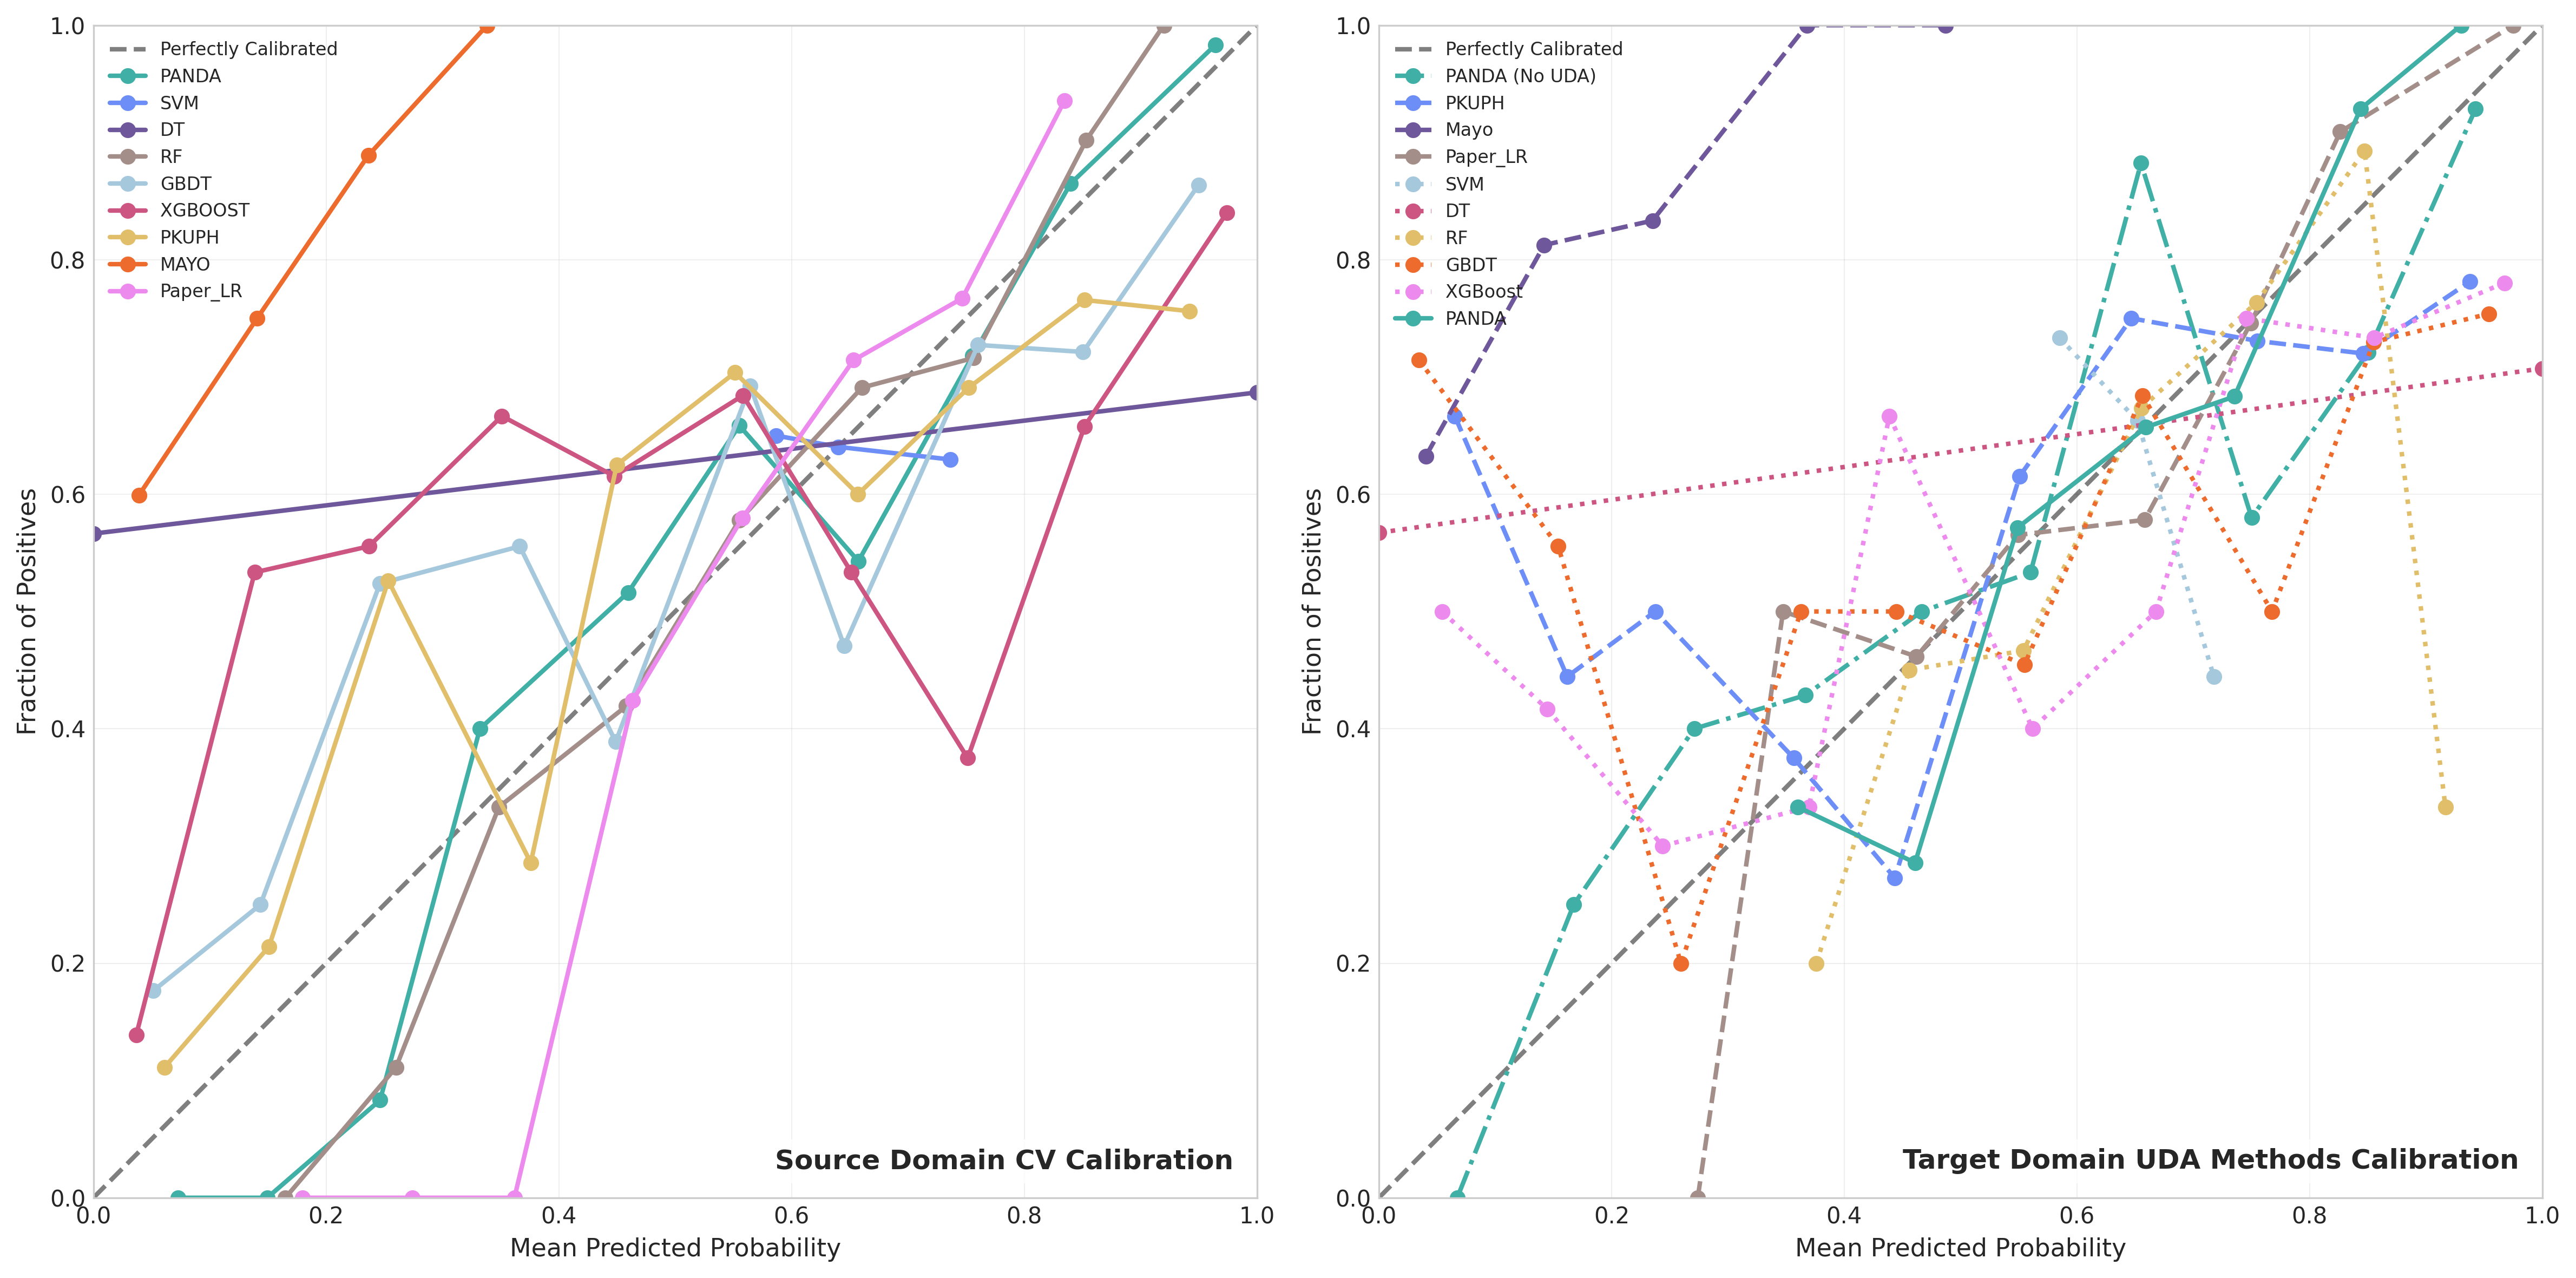 1.0
0.8
0.6
0.4
0.2
0.0
Fraction of Positives
Perfectly Calibrated
PANDA
SVM
DT
RF
GBDT
XGBOOST
PKUPH
MAYO
Paper_LR
Source Domain CV Calibration
0.0 0.2 0.4 0.6 0.8 1.0
Mean Predicted Probability
1.0
0.8
0.6
0.4
0.2
0.0
Fraction of Positives
Perfectly Calibrated
PANDA (No UDA)
PKUPH
Mayo
Paper_LR
SVM
DT
RF
GBDT
XGBoost
PANDA
Target Domain UDA Methods Calibration
0.0 0.2 0.4 0.6 0.8 1.0
Mean Predicted Probability